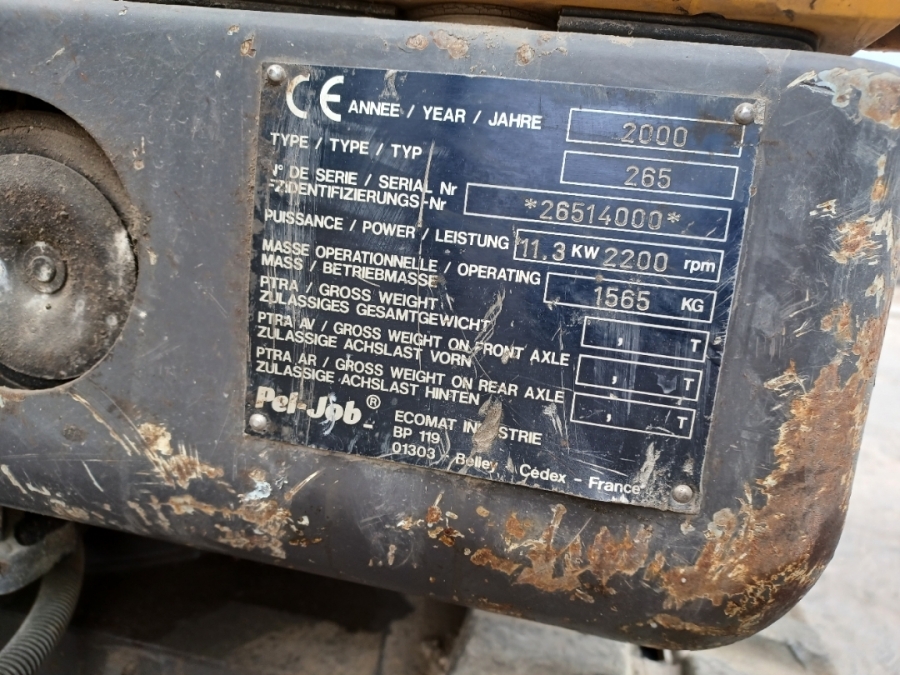 CE ANNEE / YEAR / JAHRE 2000
TYPE / TYPE / TYP 265
N° DE SERIE / SERIAL Nr
FZIDENTIFIZIERUNGS-Nr *26514000*
PUISSANCE / POWER / LEISTUNG 11.3 KW 2200 rpm
MASSE OPERATIONNELLE / OPERATING
MASS / BETRIEBMASSE 1565 KG
PTRA / GROSS WEIGHT /
ZULASSIGES GESAMTGEWICHT , T
PTRA AV / GROSS WEIGHT ON FRONT AXLE
ZULASSIGE ACHSLAST VORN , T
PTRA AR / GROSS WEIGHT ON REAR AXLE
ZULASSIGE ACHSLAST HINTEN , T
Pel-Job®
ECOMAT INDUSTRIE
BP 119
01303 Belley Cedex - France